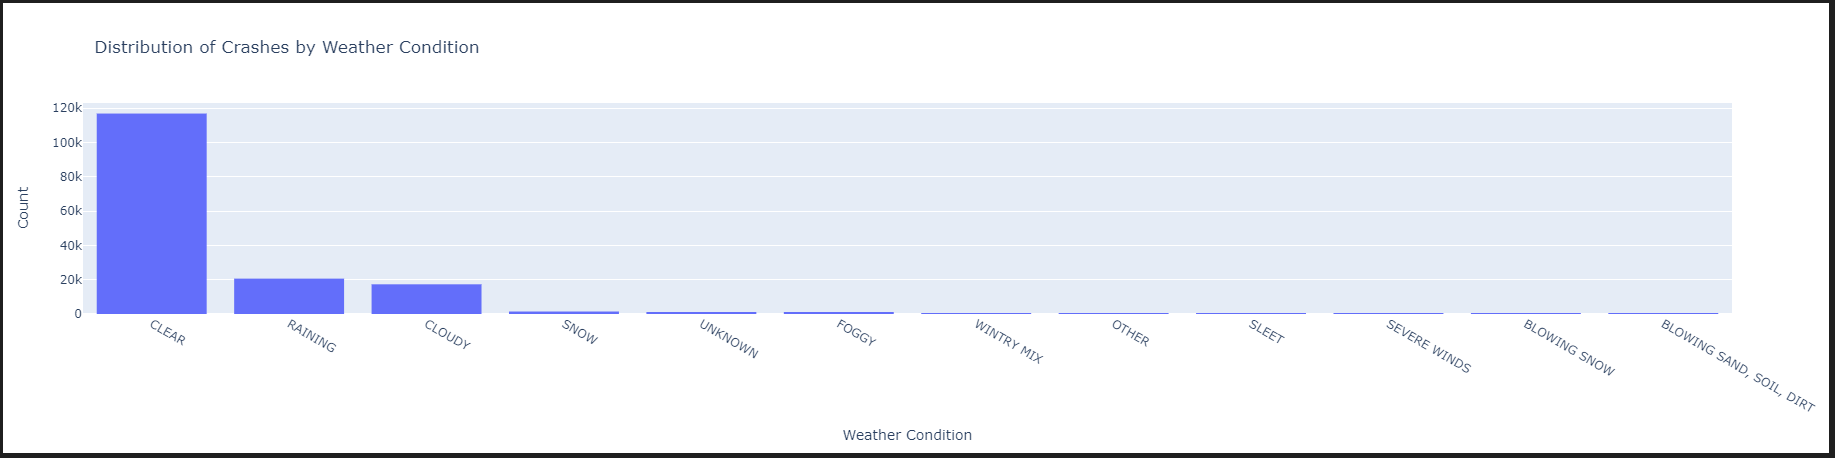 Distribution of Crashes by Weather Condition
120k
100k
80k
60k
40k
20k
0
Count
CLEAR
RAINING
CLOUDY
SNOW
UNKNOWN
FOGGY
WINTRY MIX
OTHER
SLEET
SEVERE WINDS
BLOWING SNOW
BLOWING SAND, SOIL, DIRT
Weather Condition